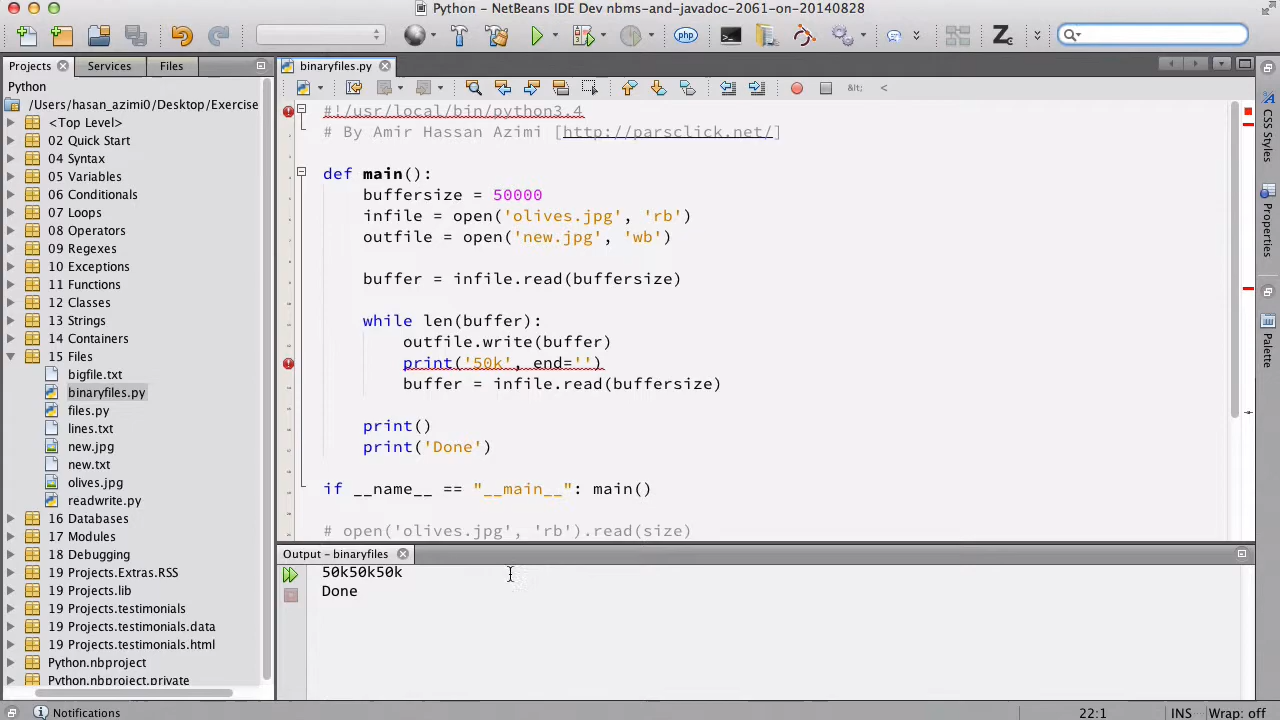 Python - NetBeans IDE Dev nbms-and-javadoc-2061-on-20140828
php
Projects
Services
Files
binaryfiles.py
Python
/Users/hasan_azimi0/Desktop/Exercise
<Top Level>
02 Quick Start
04 Syntax
05 Variables
06 Conditionals
07 Loops
08 Operators
09 Regexes
10 Exceptions
11 Functions
12 Classes
13 Strings
14 Containers
15 Files
bigfile.txt
binaryfiles.py
files.py
lines.txt
new.jpg
new.txt
olives.jpg
readwrite.py
16 Databases
17 Modules
18 Debugging
19 Projects.Extras.RSS
19 Projects.lib
19 Projects.testimonials
19 Projects.testimonials.data
19 Projects.testimonials.html
Python.nbproject
Python.nbproject.private
&lt; <
#!/usr/local/bin/python3.4
# By Amir Hassan Azimi [http://parsclick.net/]
def main():
buffersize = 50000
infile = open('olives.jpg', 'rb')
outfile = open('new.jpg', 'wb')
buffer = infile.read(buffersize)
while len(buffer):
outfile.write(buffer)
print('50k', end='')
buffer = infile.read(buffersize)
print()
print('Done')
if __name__ == "__main__": main()
# open('olives.jpg', 'rb').read(size)
Output - binaryfiles
50k50k50k
Done
CSS Styles
Properties
Palette
Notifications
22:1
INS
Wrap: off